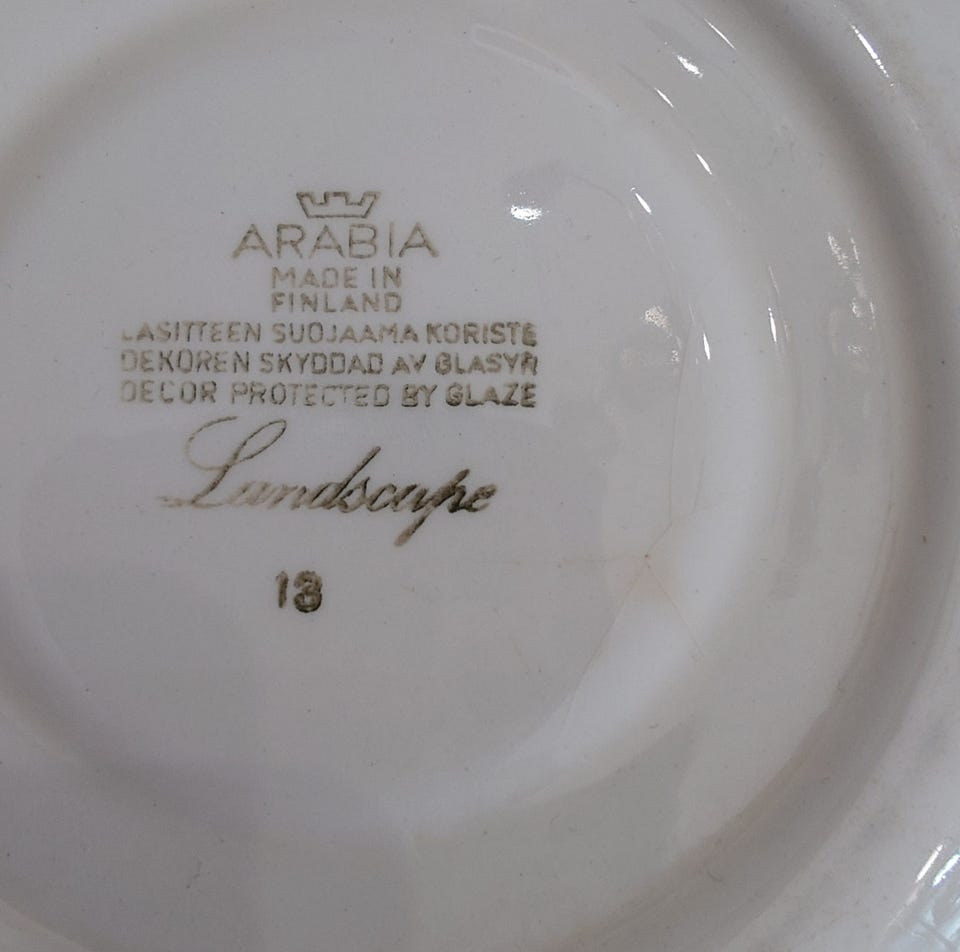 ARABIA
MADE IN
FINLAND
LASITTEEN SUOJAAMA KORISTE
DEKOREN SKYDDAD AV GLASYR
DECOR PROTECTED BY GLAZE
Landscape
13